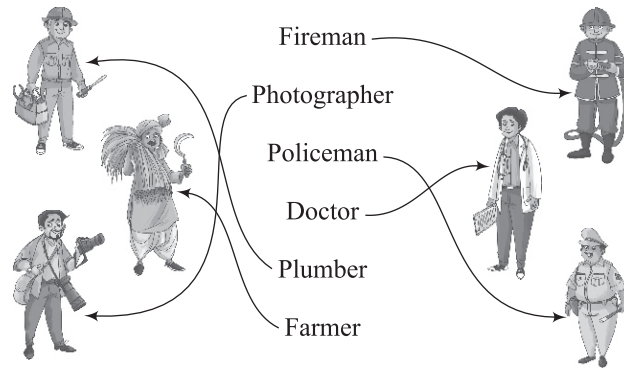 Fireman
Photographer
Policeman
Doctor
Plumber
Farmer